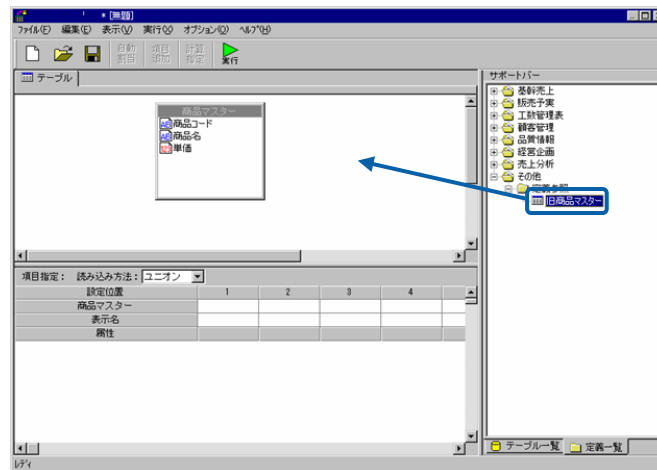 * [無題]
ファイル(F) 編集(E) 表示(V) 実行(X) オプション(O) ヘルプ(H)
自動割当 項目添加 計算指定 実行
テーブル
サポートバー
商品マスター
商品コード
商品名
単価
基幹売上
販売予実
工数管理表
顧客管理
品質情報
経営企画
売上分析
その他
定義参照
旧商品マスター
項目指定: 読み込み方法: ユニオン
設定位置 1 2 3 4
商品マスター
表示名
属性
テーブル一覧 定義一覧
レディ